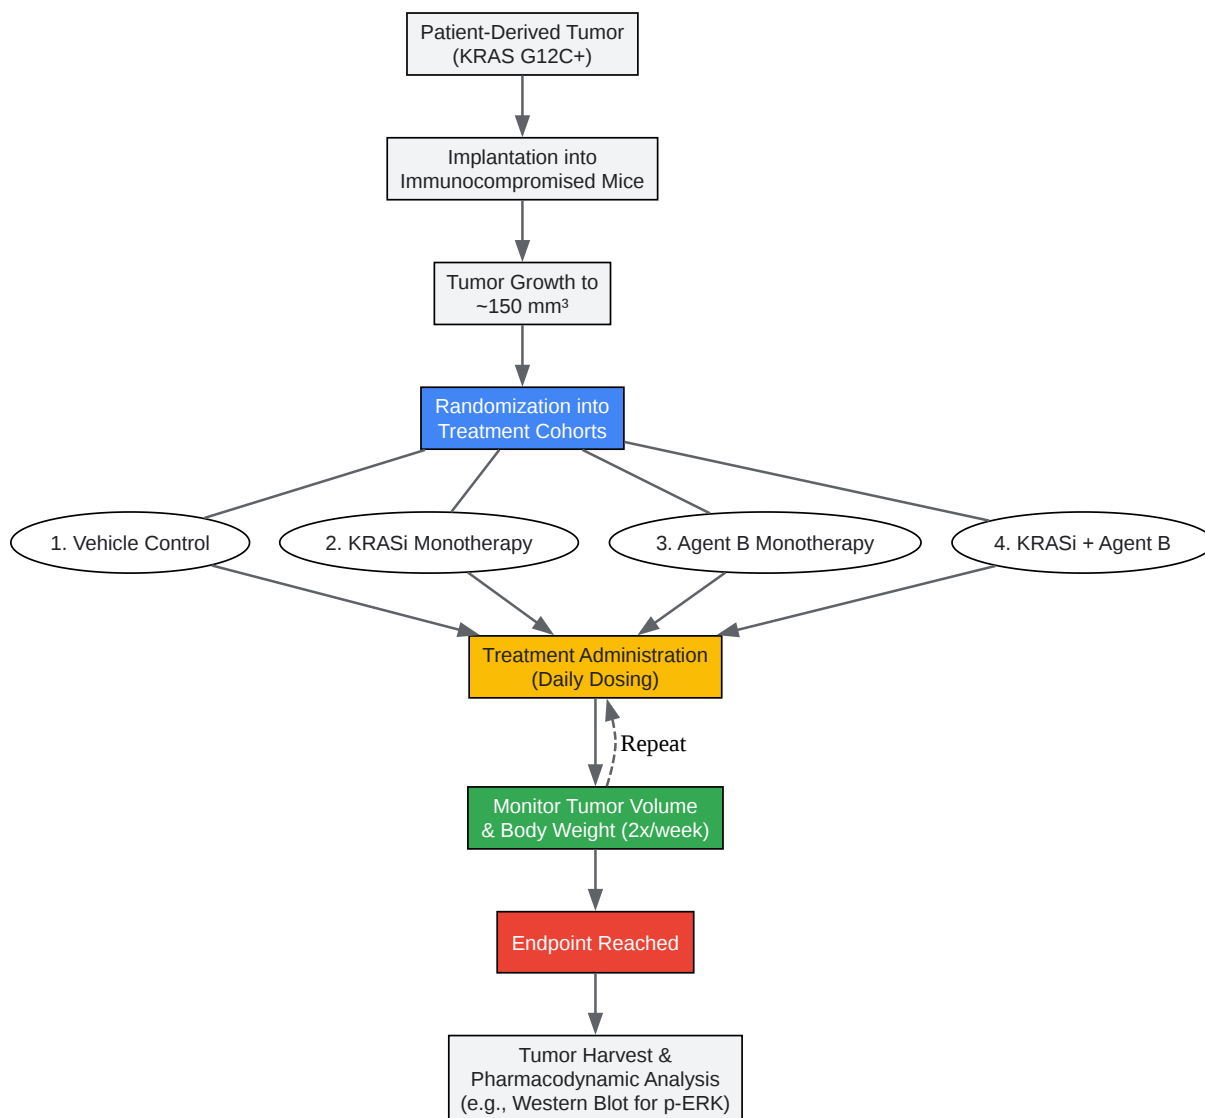 Patient-Derived Tumor
(KRAS G12C+)
Implantation into
Immunocompromised Mice
Tumor Growth to
~150 mm³
Randomization into
Treatment Cohorts
1. Vehicle Control
2. KRASi Monotherapy
3. Agent B Monotherapy
4. KRASi + Agent B
Treatment Administration
(Daily Dosing)
Repeat
Monitor Tumor Volume
& Body Weight (2x/week)
Endpoint Reached
Tumor Harvest &
Pharmacodynamic Analysis
(e.g., Western Blot for p-ERK)